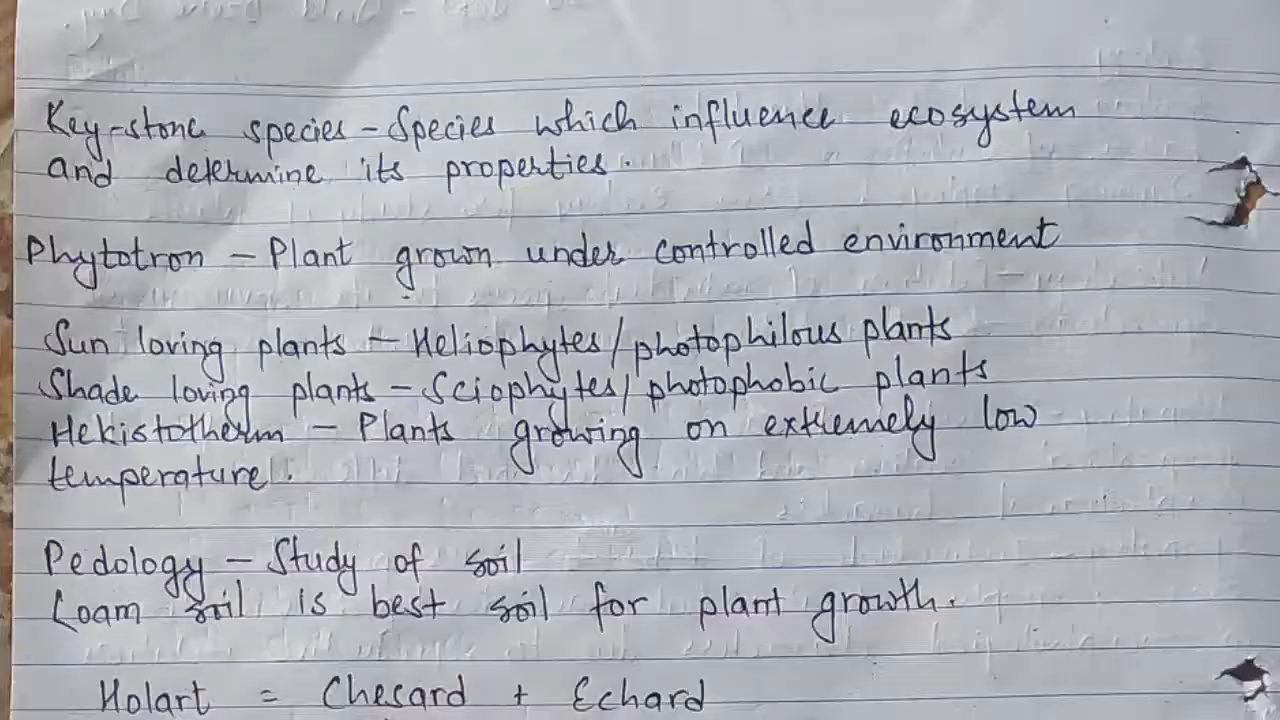 Key-stone species - Species which influence ecosystem
and determine its properties.
Phytotron - Plant grown under controlled environment
Sun loving plants - Heliophytes/photophilous plants
Shade loving plants - Sciophytes/photophobic plants
Hekistotherm - Plants growing on extremely low
temperature.
Pedology - Study of soil
Loam soil is best soil for plant growth.
Holart = Chesard + Echard